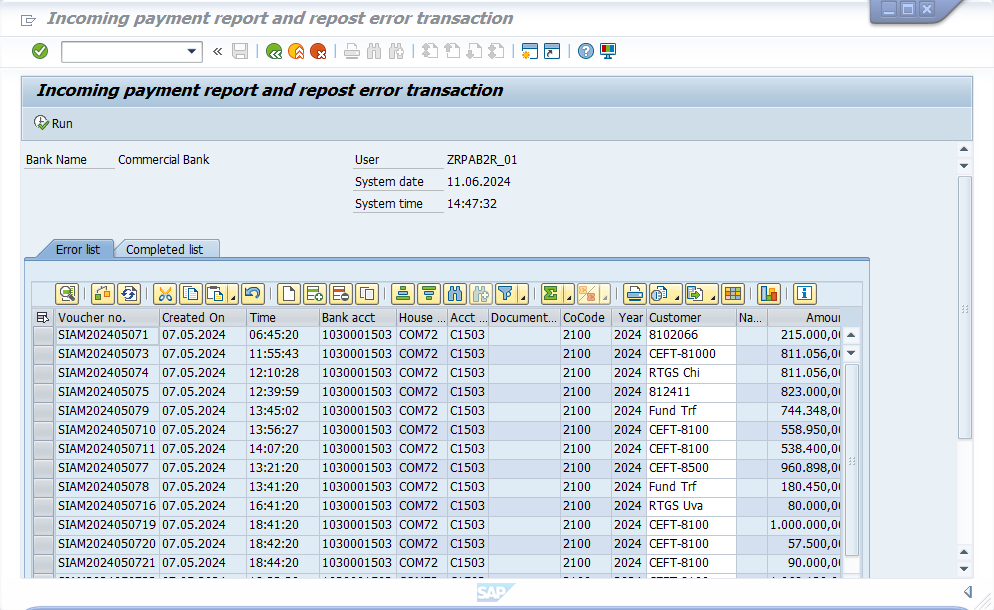 Incoming payment report and repost error transaction
Incoming payment report and repost error transaction
Run
Bank Name Commercial Bank User ZRPAB2R_01
System date 11.06.2024
System time 14:47:32
Error list Completed list
Voucher no. Created On Time Bank acct House ... Acct ... Document... CoCode Year Customer Na... Amou
SIAM202405071 07.05.2024 06:45:20 1030001503 COM72 C1503 2100 2024 8102066 215.000,0
SIAM202405073 07.05.2024 11:55:43 1030001503 COM72 C1503 2100 2024 CEFT-81000 811.056,0
SIAM202405074 07.05.2024 12:10:28 1030001503 COM72 C1503 2100 2024 RTGS Chi 811.056,0
SIAM202405075 07.05.2024 12:39:59 1030001503 COM72 C1503 2100 2024 812411 823.000,0
SIAM202405079 07.05.2024 13:45:02 1030001503 COM72 C1503 2100 2024 Fund Trf 744.348,0
SIAM2024050710 07.05.2024 13:56:27 1030001503 COM72 C1503 2100 2024 CEFT-8100 558.950,0
SIAM2024050711 07.05.2024 14:07:20 1030001503 COM72 C1503 2100 2024 CEFT-8100 538.400,0
SIAM202405077 07.05.2024 13:21:20 1030001503 COM72 C1503 2100 2024 CEFT-8500 960.898,0
SIAM202405078 07.05.2024 13:41:20 1030001503 COM72 C1503 2100 2024 Fund Trf 180.450,0
SIAM2024050716 07.05.2024 16:41:20 1030001503 COM72 C1503 2100 2024 RTGS Uva 80.000,0
SIAM2024050719 07.05.2024 18:41:20 1030001503 COM72 C1503 2100 2024 CEFT-8100 1.000.000,0
SIAM2024050720 07.05.2024 18:42:20 1030001503 COM72 C1503 2100 2024 CEFT-8100 57.500,0
SIAM2024050721 07.05.2024 18:44:20 1030001503 COM72 C1503 2100 2024 CEFT-8100 90.000,0
SAP